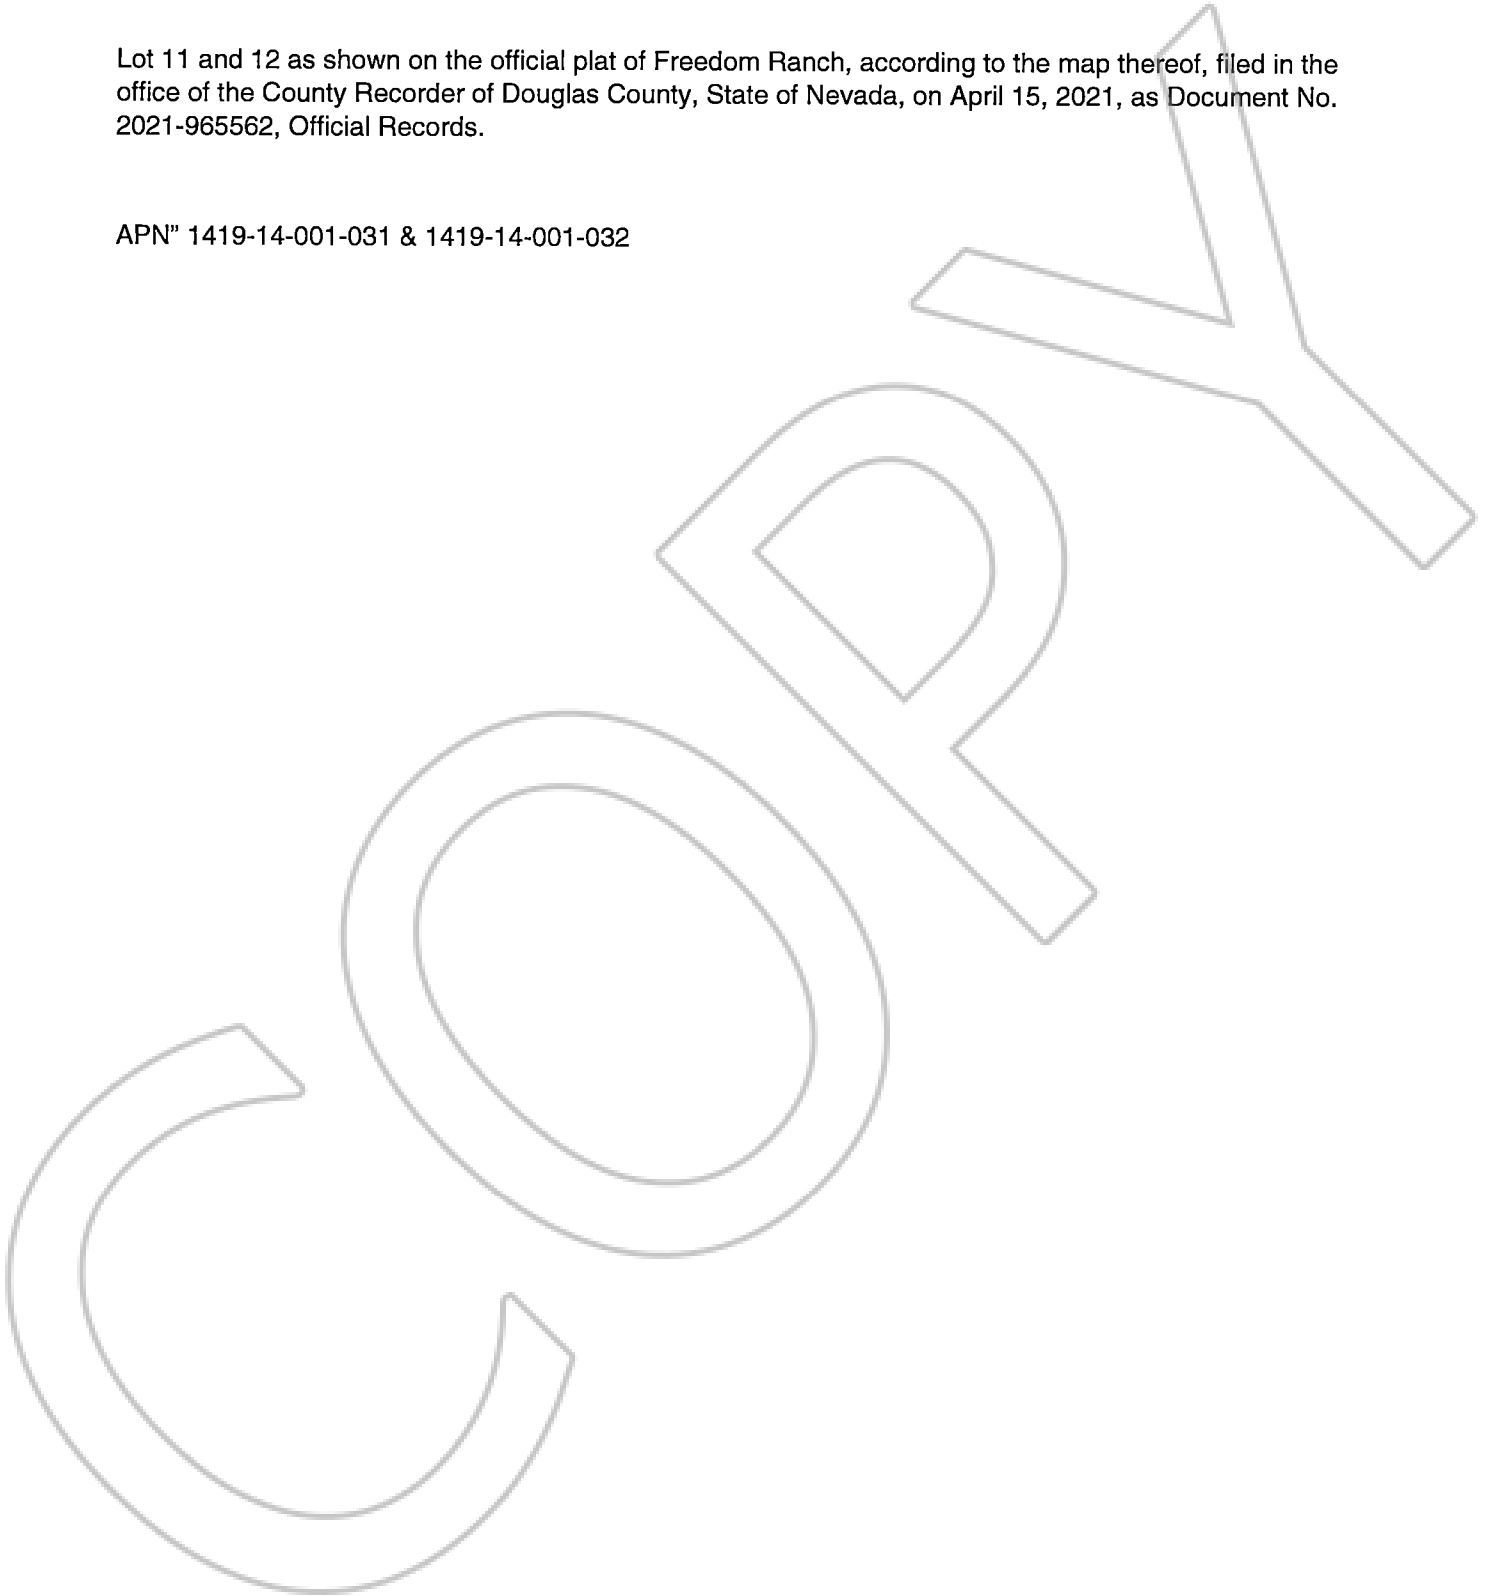 Lot 11 and 12 as shown on the official plat of Freedom Ranch, according to the map thereof, filed in the
office of the County Recorder of Douglas County, State of Nevada, on April 15, 2021, as Document No.
2021-965562, Official Records.
APN” 1419-14-001-031 & 1419-14-001-032
COPY